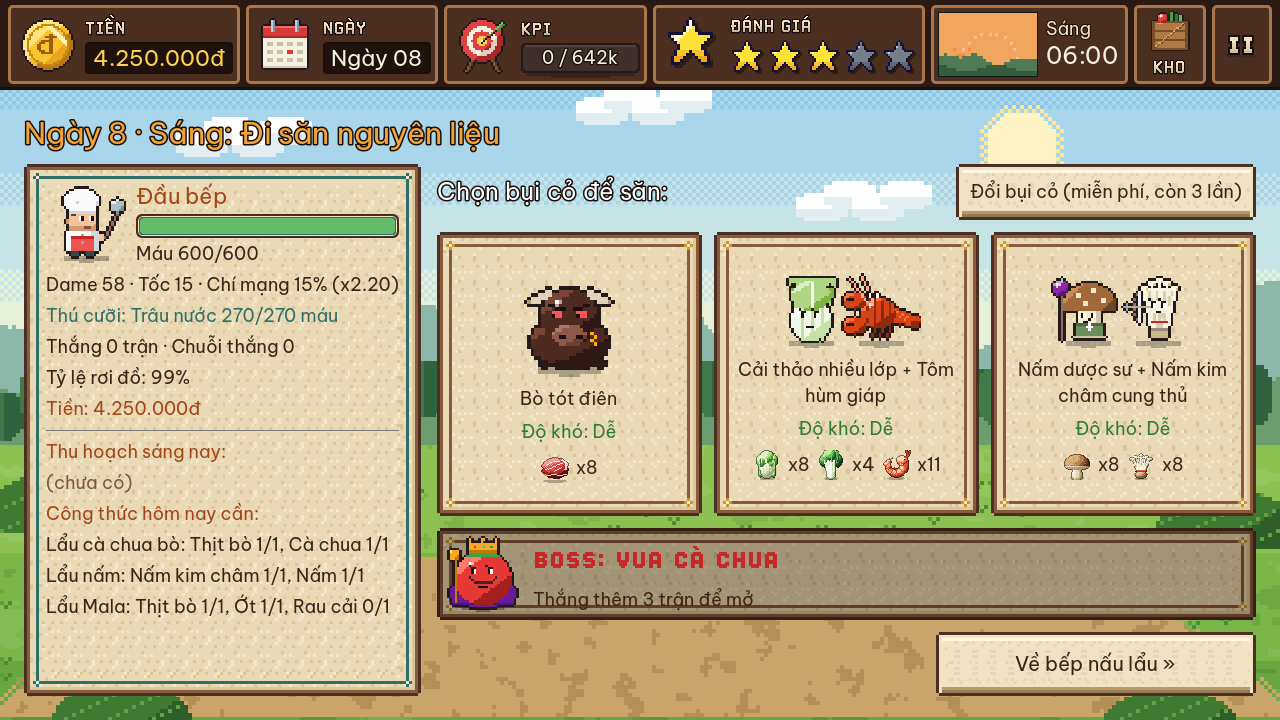 TIỀN
4.250.000đ
NGÀY
Ngày 08
KPI
0 / 642k
ĐÁNH GIÁ
Sáng
06:00
KHO
Ngày 8 · Sáng: Đi săn nguyên liệu
Đầu bếp
Máu 600/600
Dame 58 · Tốc 15 · Chí mạng 15% (x2.20)
Thú cưỡi: Trâu nước 270/270 máu
Thắng 0 trận · Chuỗi thắng 0
Tỷ lệ rơi đồ: 99%
Tiền: 4.250.000đ
Thu hoạch sáng nay:
(chưa có)
Công thức hôm nay cần:
Lẩu cà chua bò: Thịt bò 1/1, Cà chua 1/1
Lẩu nấm: Nấm kim châm 1/1, Nấm 1/1
Lẩu Mala: Thịt bò 1/1, Ớt 1/1, Rau cải 0/1
Chọn bụi cỏ để săn:
Đổi bụi cỏ (miễn phí, còn 3 lần)
Bò tót điên
Độ khó: Dễ
x8
Cải thảo nhiều lớp + Tôm
hùm giáp
Độ khó: Dễ
x8 x4 x11
Nấm dược sư + Nấm kim
châm cung thủ
Độ khó: Dễ
x8 x8
BOSS: VUA CÀ CHUA
Thắng thêm 3 trận để mở
Về bếp nấu lẩu »